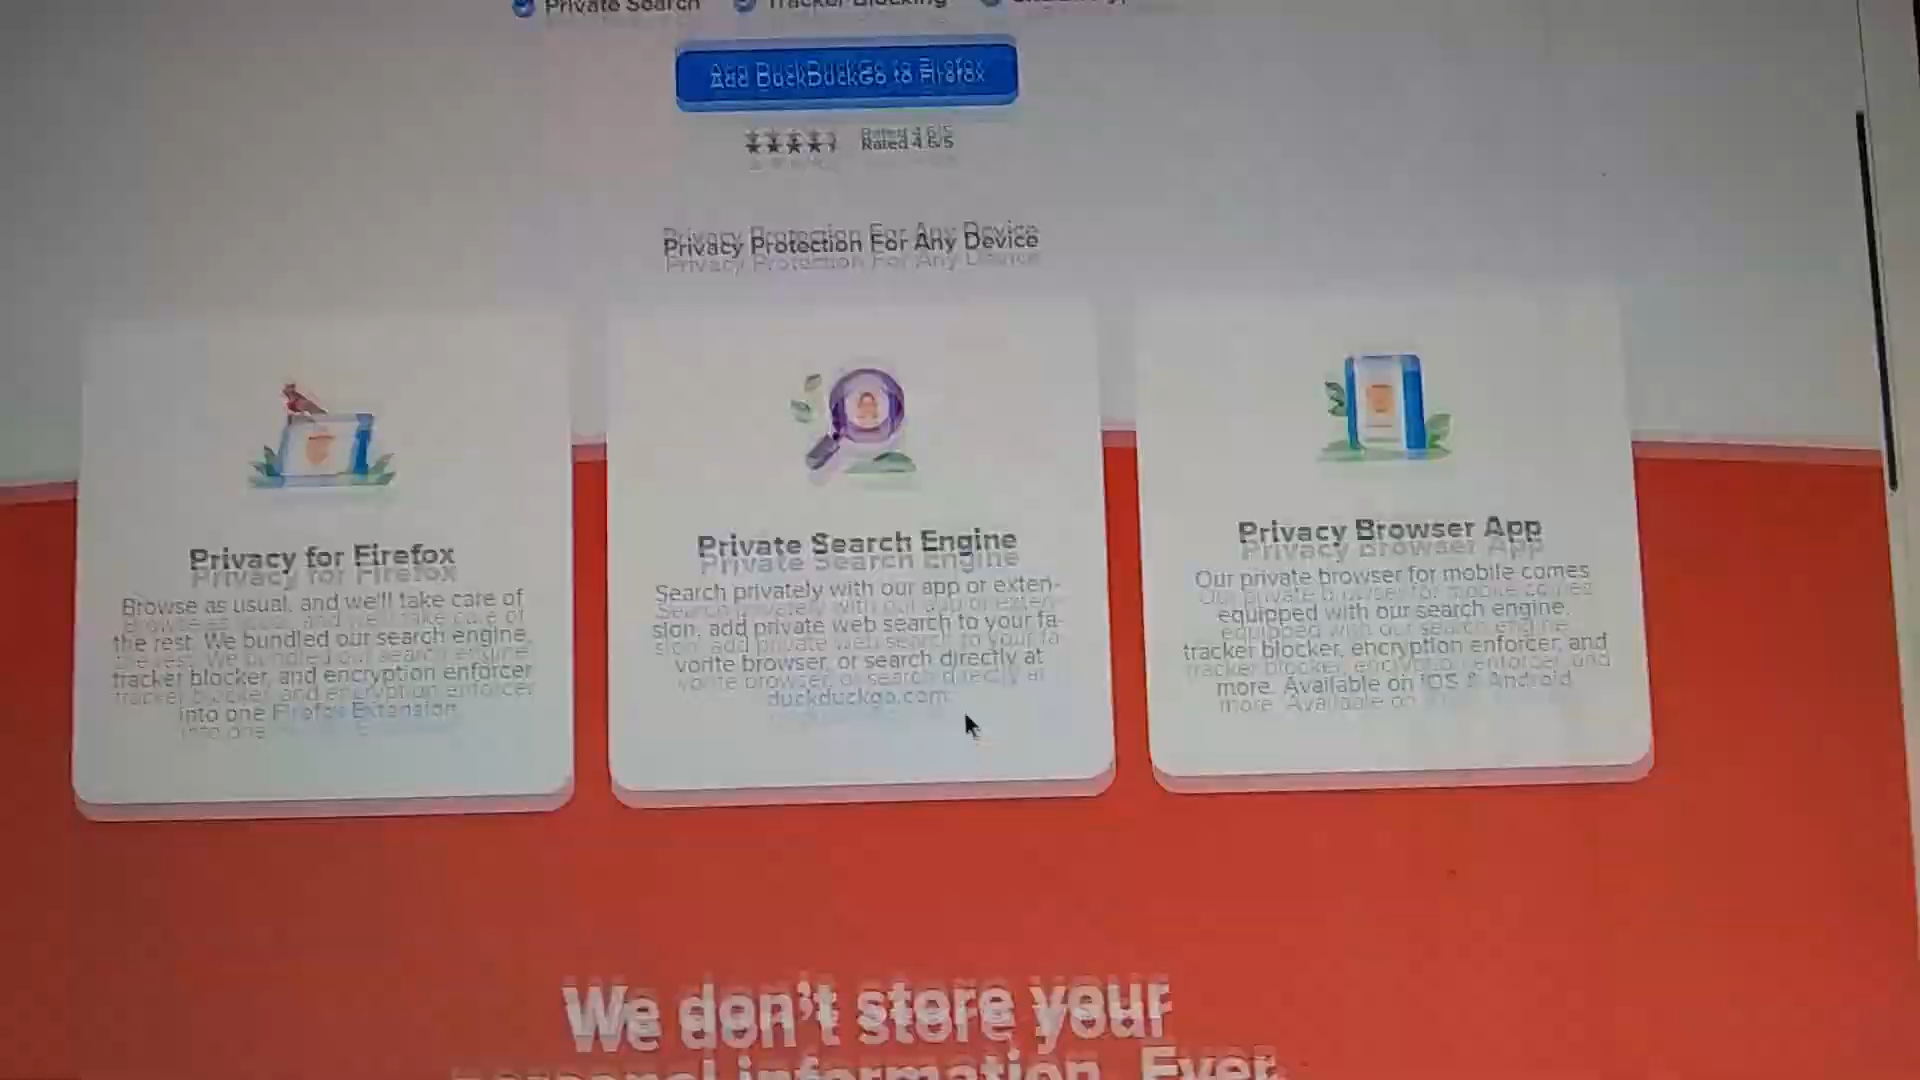 Private Search
Tracker Blocking
Add DuckDuckGo to Firefox
Rated 4.6/5
Privacy Protection For Any Device
Privacy for Firefox
Browse as usual, and we'll take care of
the rest. We bundled our search engine,
tracker blocker, and encryption enforcer
into one Firefox Extension
Private Search Engine
Search privately with our app or exten-
sion, add private web search to your fa-
vorite browser, or search directly at
duckduckgo.com.
Privacy Browser App
Our private browser for mobile comes
equipped with our search engine,
tracker blocker, encryption enforcer, and
more. Available on iOS & Android.
We don't store your
personal information. Ever.